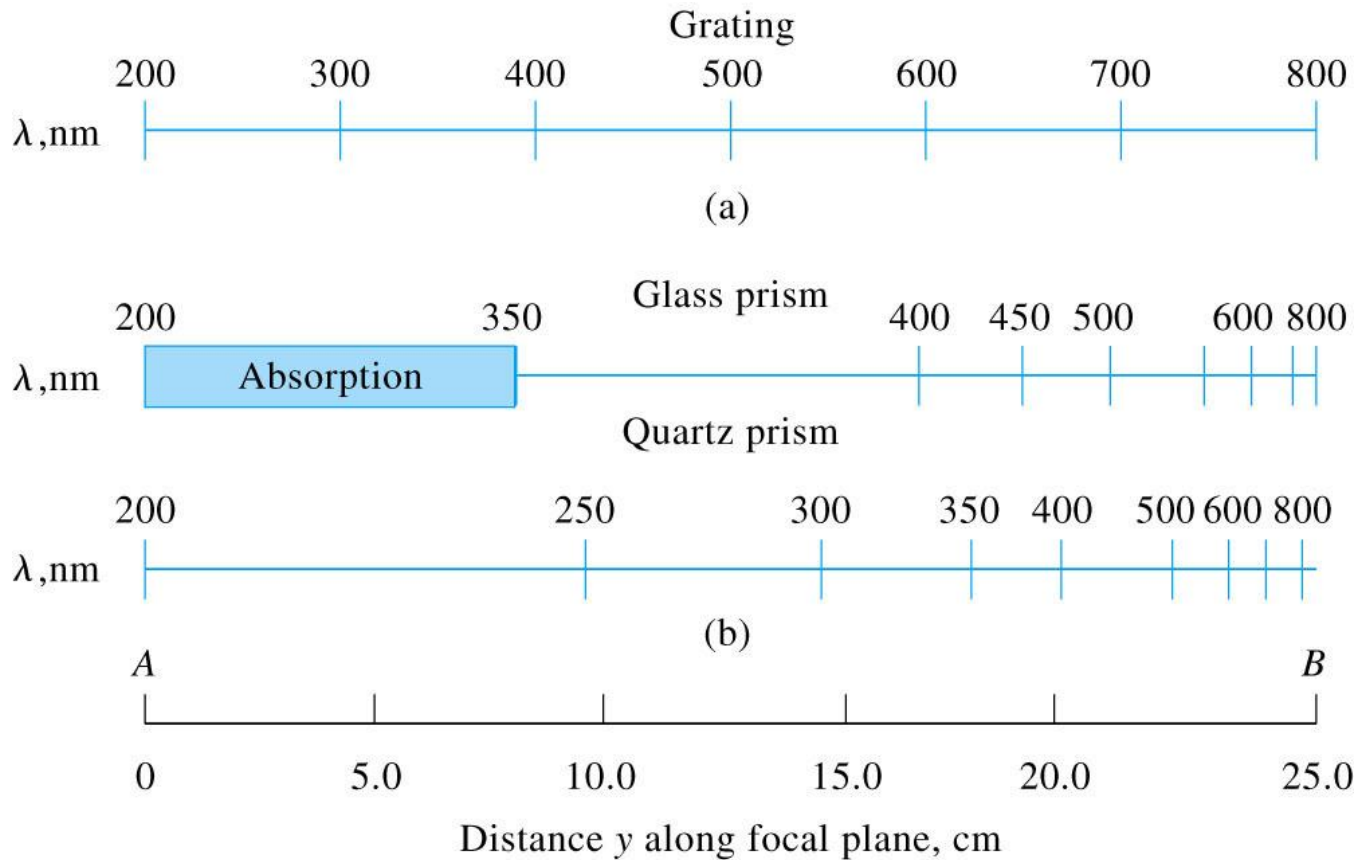 Grating
200 300 400 500 600 700 800
λ,nm
(a)
Glass prism
200 350 400 450 500 600 800
λ,nm Absorption
Quartz prism
200 250 300 350 400 500 600 800
λ,nm
(b)
A B
0 5.0 10.0 15.0 20.0 25.0
Distance y along focal plane, cm